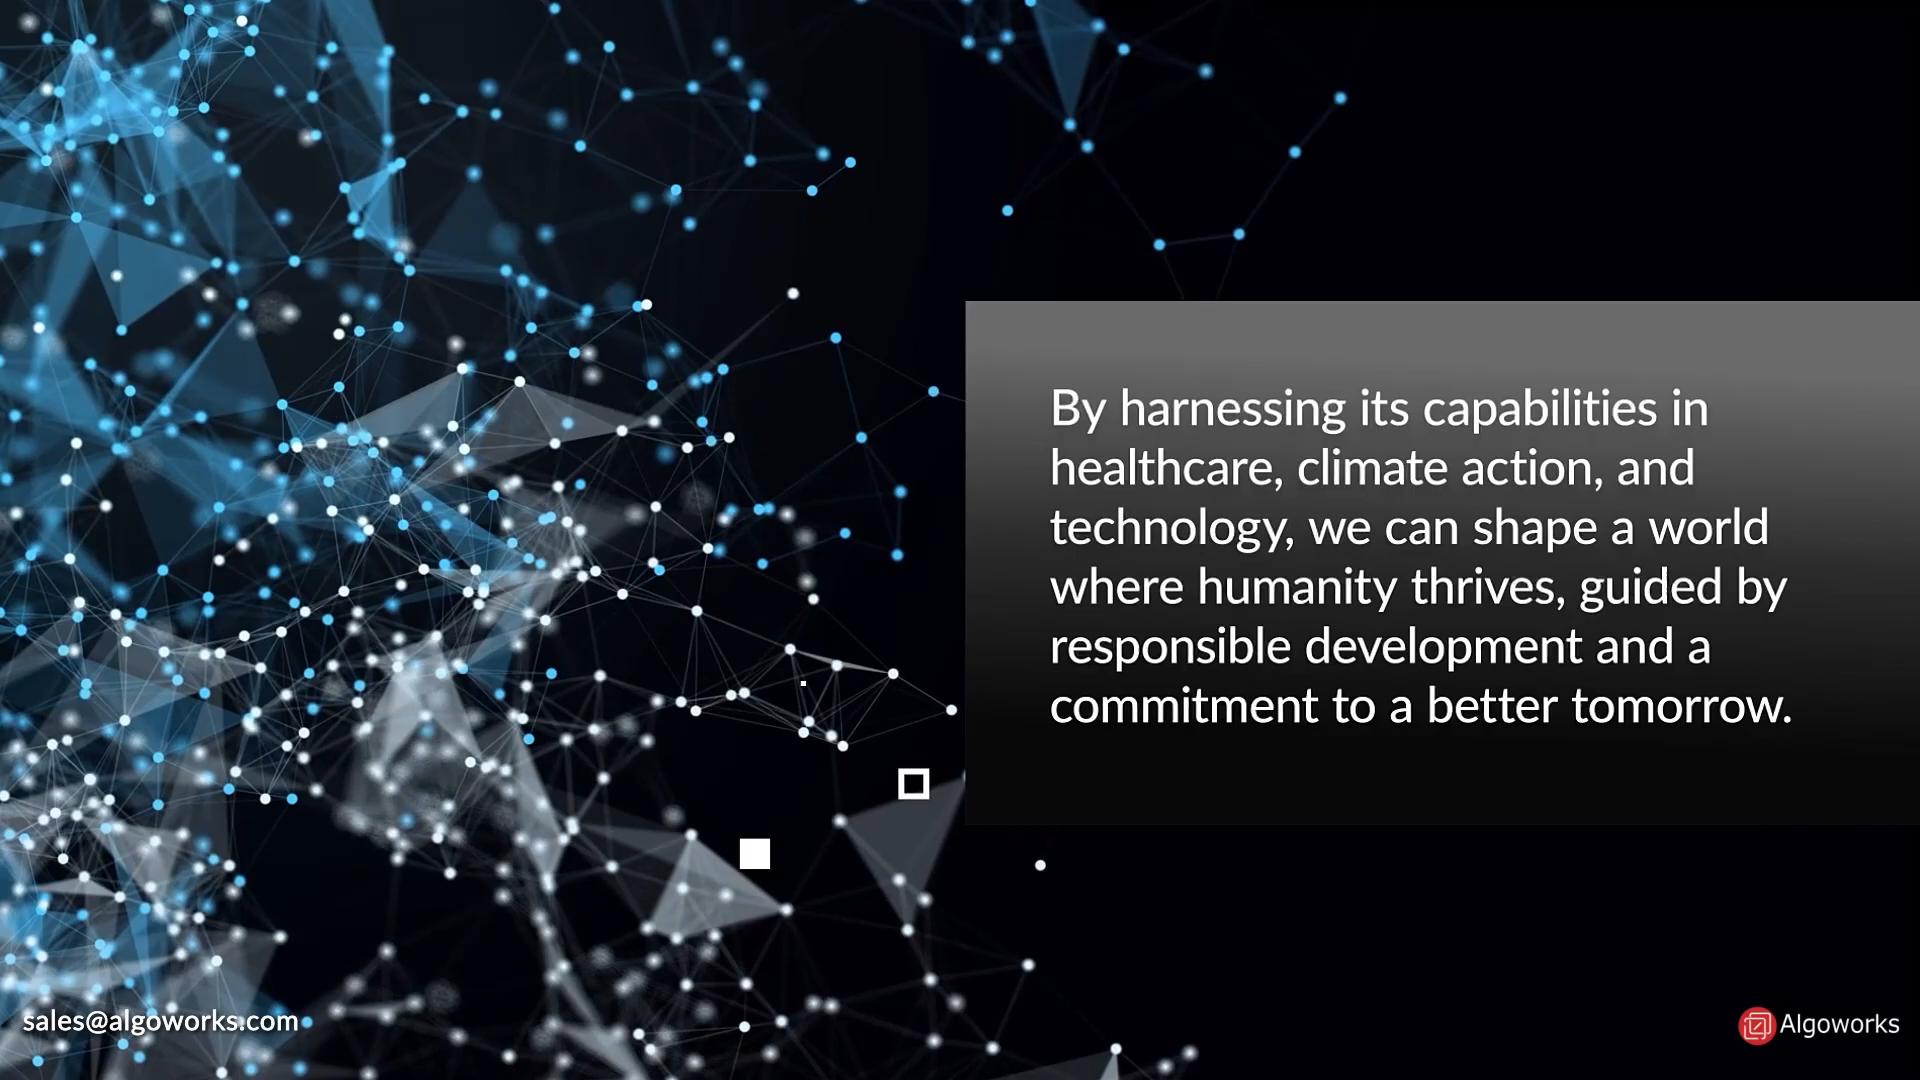 By harnessing its capabilities in
healthcare, climate action, and
technology, we can shape a world
where humanity thrives, guided by
responsible development and a
commitment to a better tomorrow.
sales@algoworks.com
Algoworks